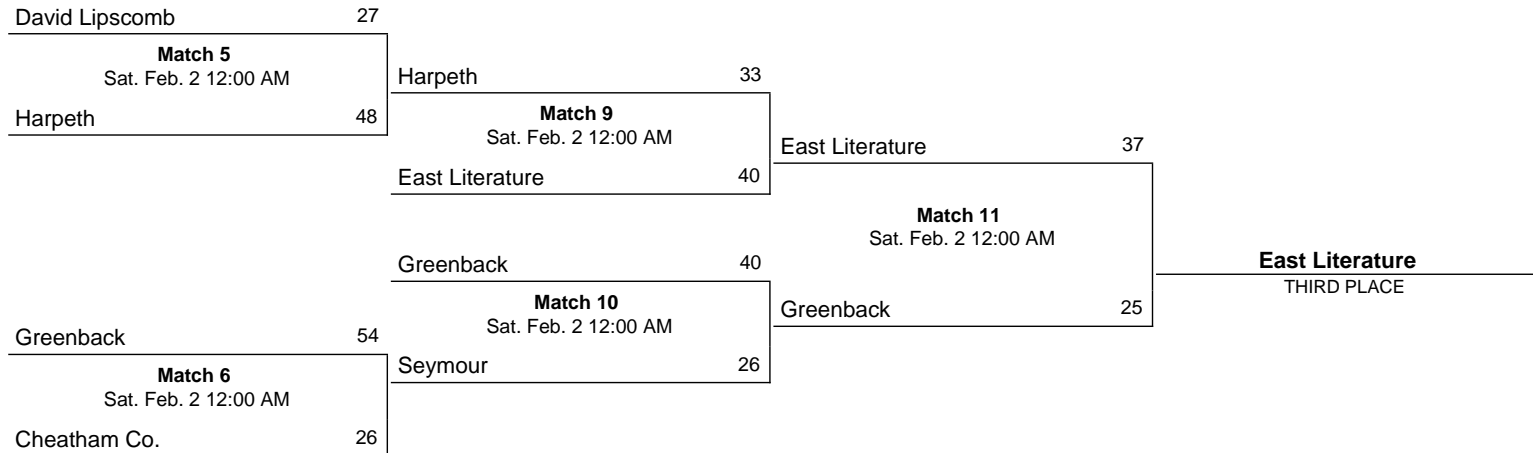 David Lipscomb 27
Match 5
Sat. Feb. 2 12:00 AM
Harpeth 48
Harpeth 33
Match 9
Sat. Feb. 2 12:00 AM
East Literature 40
East Literature 37
Match 11
Sat. Feb. 2 12:00 AM
Greenback 25
Greenback 40
Match 10
Sat. Feb. 2 12:00 AM
Seymour 26
Greenback 54
Match 6
Sat. Feb. 2 12:00 AM
Cheatham Co. 26
East Literature
THIRD PLACE